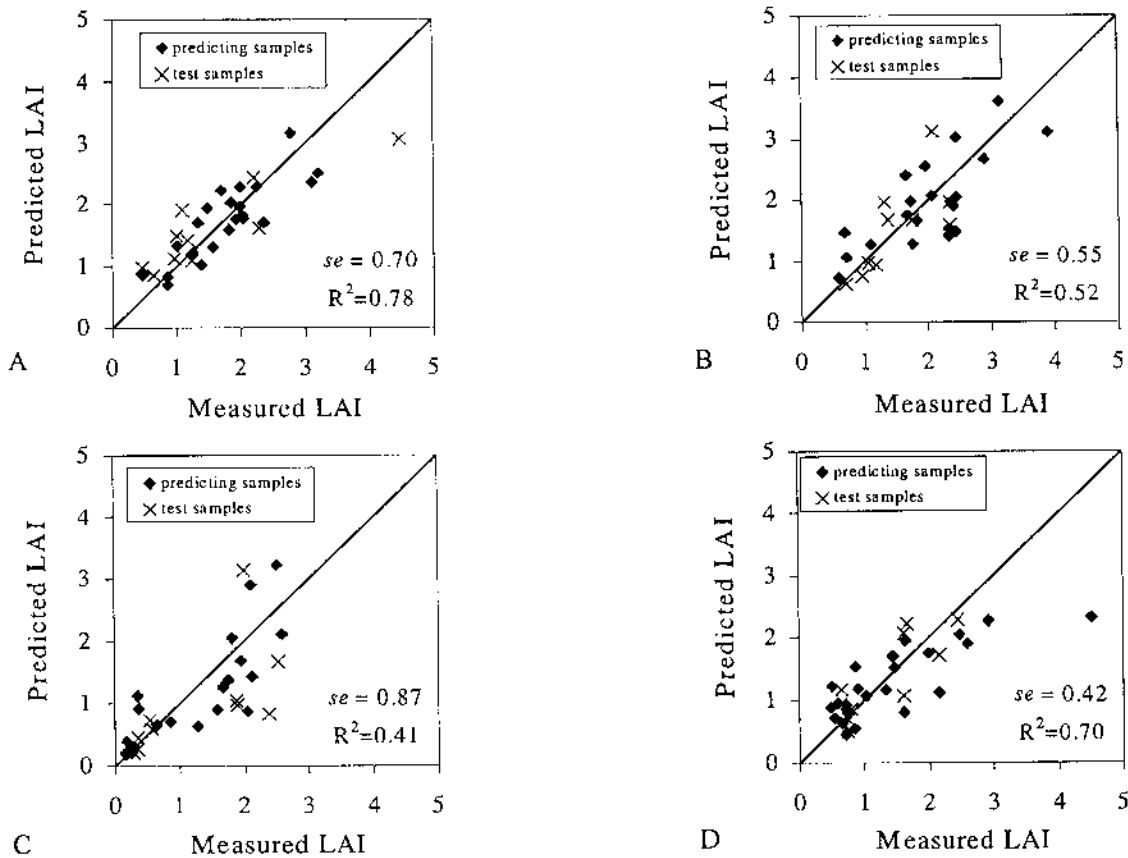 5
4
3
2
1
0
Predicted LAI
predicting samples
test samples
se = 0.70
R²=0.78
0 1 2 3 4 5
Measured LAI
A
5
4
3
2
1
0
Predicted LAI
predicting samples
test samples
se = 0.55
R²=0.52
0 1 2 3 4 5
Measured LAI
B
5
4
3
2
1
0
Predicted LAI
predicting samples
test samples
se = 0.87
R²=0.41
0 1 2 3 4 5
Measured LAI
C
5
4
3
2
1
0
Predicted LAI
predicting samples
test samples
se = 0.42
R²=0.70
0 1 2 3 4 5
Measured LAI
D